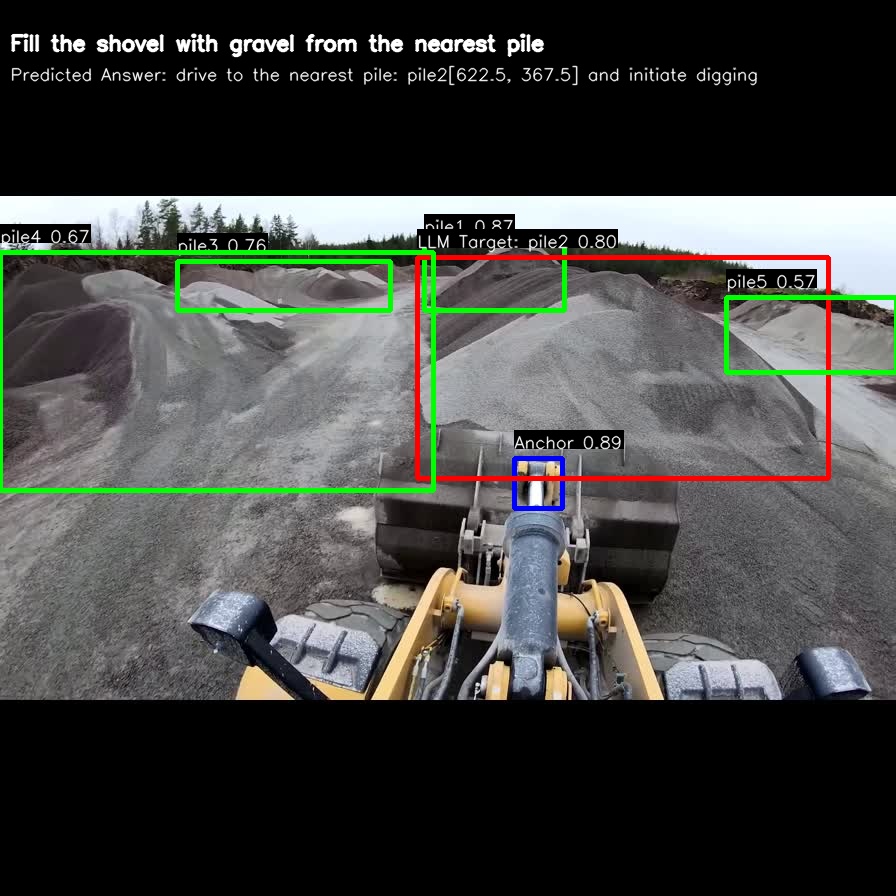 Fill the shovel with gravel from the nearest pile
Predicted Answer: drive to the nearest pile: pile2[622.5, 367.5] and initiate digging
pile1 0.87
pile4 0.67
pile3 0.76
LLM Target: pile2 0.80
pile5 0.57
Anchor 0.89